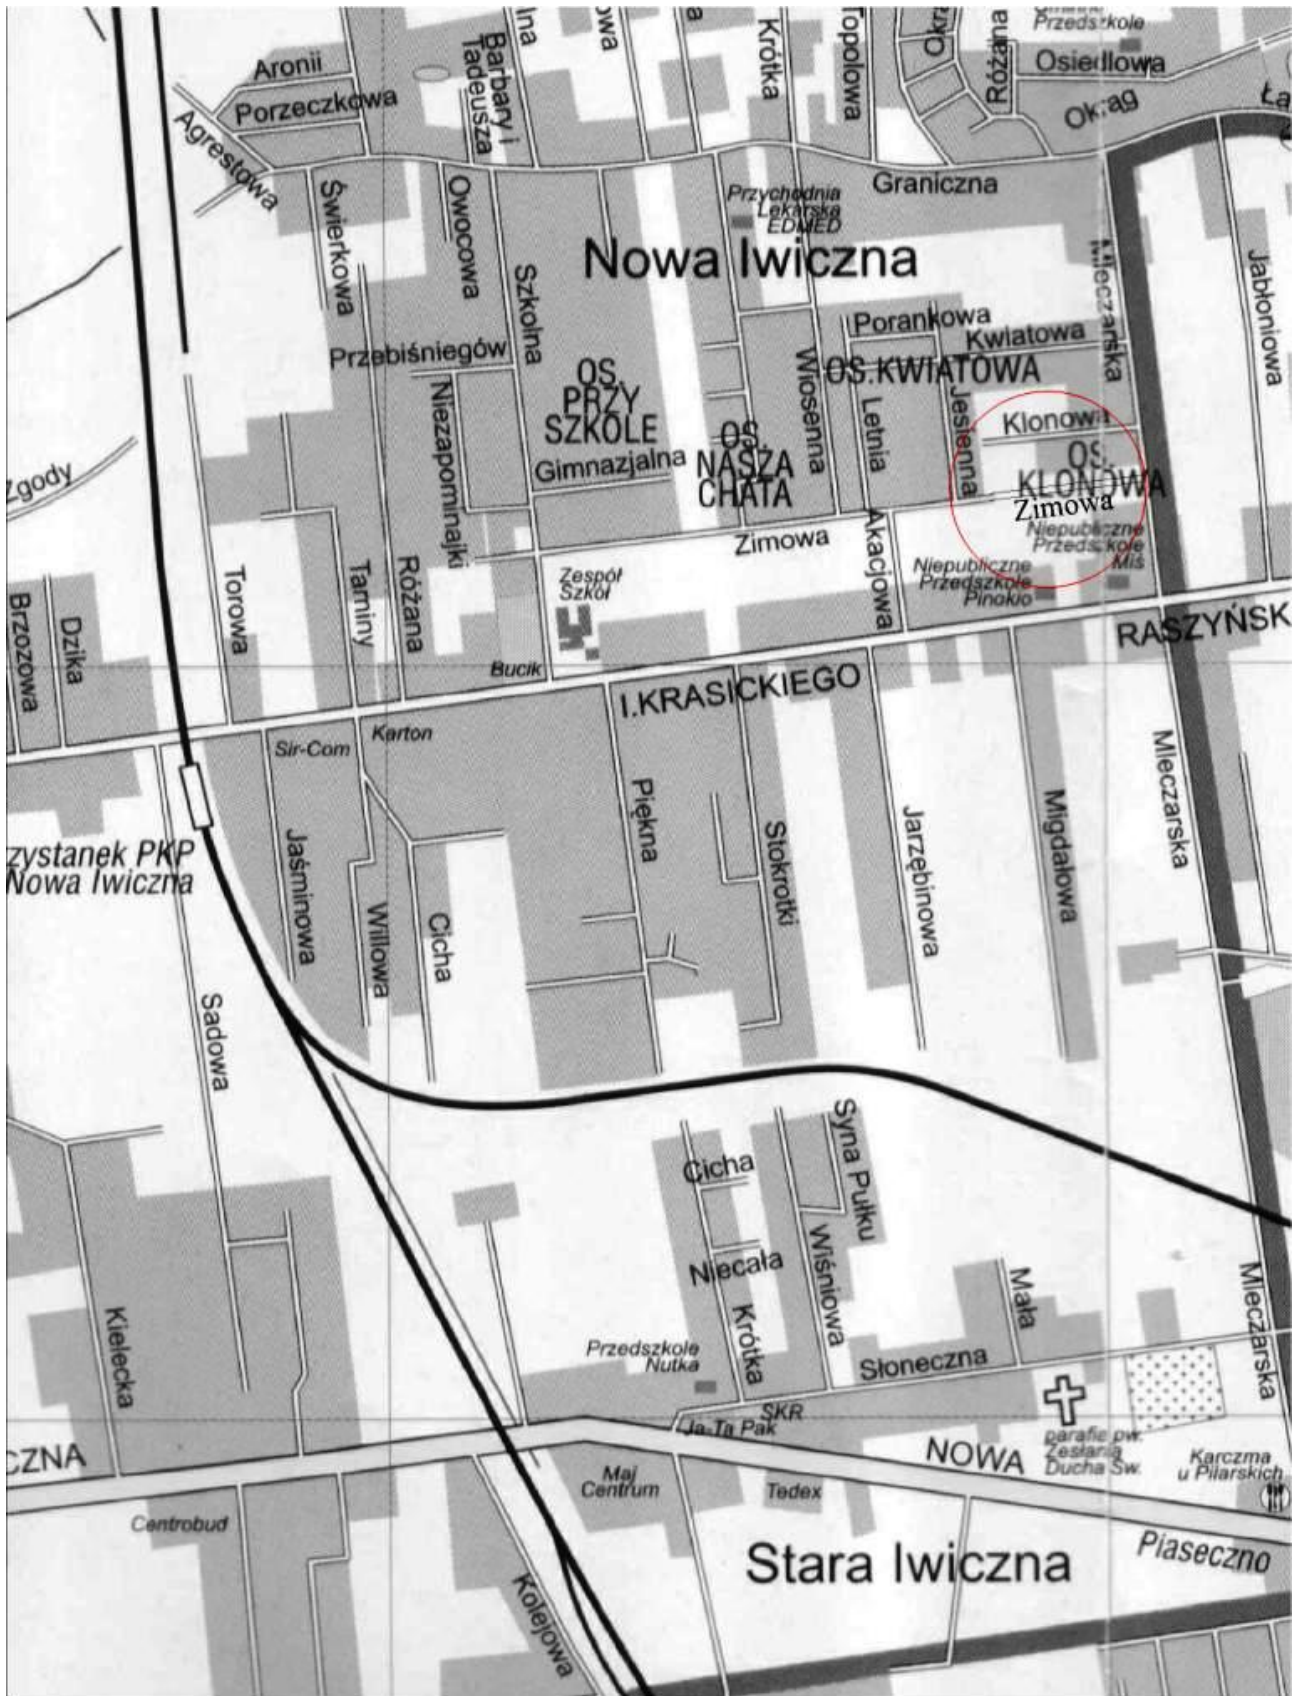 Przedszkole
Aronii
Barbary i
Tadeusza
Krótka
Topolowa
Różana
Osiedlowa
Porzeczkowa
Okrąg
Agrestowa
Graniczna
Świerkowa
Owocowa
Przychodnia
Lekarska
EDMED
Nowa Iwiczna
Szkolna
Mleczarska
Jabłoniowa
Porankowa
Kwiatowa
Przebiśniegów
OS.
PRZY
SZKOLE
Wiosenna
OS.KWIATOWA
Niezapominajki
Letnia
Jesienna
Klonowa
OS.
NASZA
CHATA
OS.
KLONOWA
Zgody
Gimnazjalna
Zimowa
Zimowa
Akacjowa
Niepubliczne
Przedszkole
Miś
Niepubliczne
Przedszkole
Pinokio
Zespół
Szkół
Torowa
Taminy
Różana
Brzozowa
Dzika
RASZYŃSK
Bucik
I.KRASICKIEGO
Karton
Sir-Com
Mleczarska
Piękna
Stokrotki
Jarzębinowa
Migdałowa
zystanek PKP
Nowa Iwiczna
Jaśminowa
Willowa
Cicha
Sadowa
Syna Pułku
Cicha
Niecała
Wiśniowa
Krótka
Mała
Mleczarska
Kielecka
Przedszkole
Nutka
Słoneczna
SKR
Ja-Ta Pak
CZNA
NOWA
parafia pw.
Zesłania
Ducha Św.
Karczma
u Pilarskich
Maj
Centrum
Tedex
Centrobud
Stara Iwiczna
Piaseczno
Kolejowa